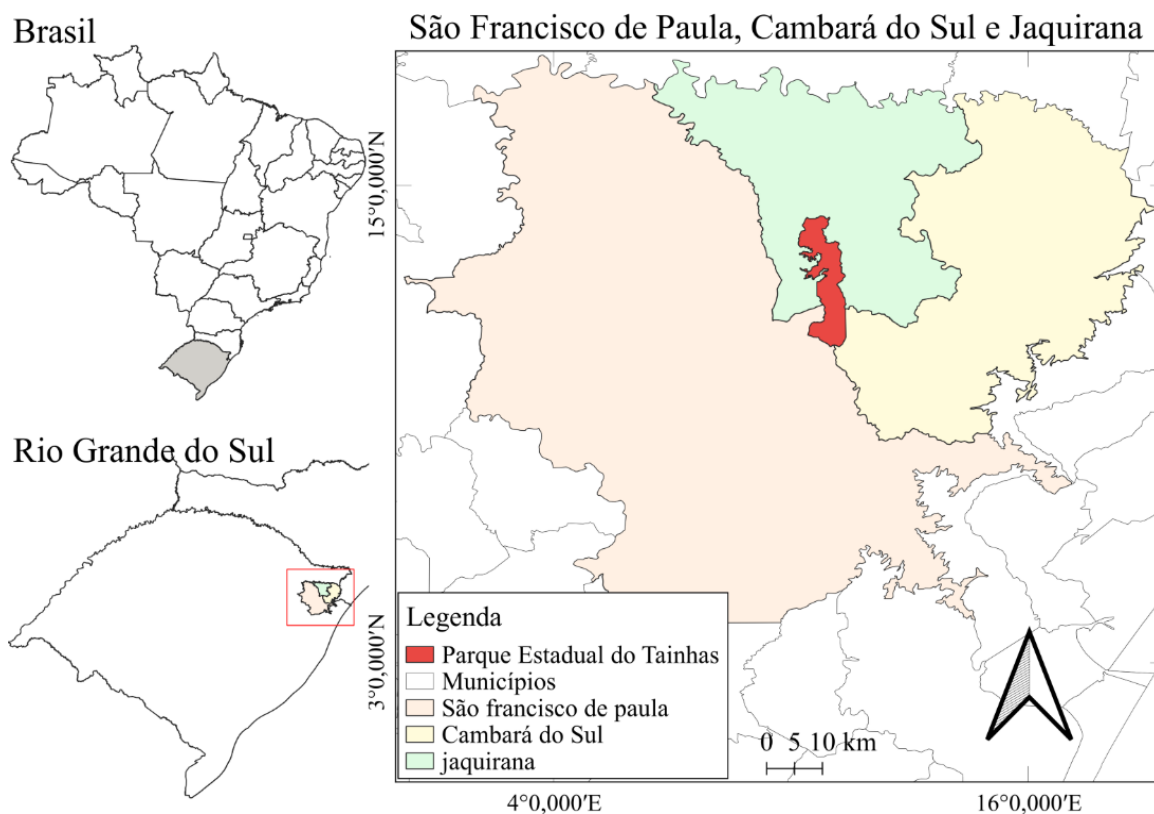 Brasil
São Francisco de Paula, Cambará do Sul e Jaquirana
15°0,000′N
Rio Grande do Sul
3°0,000′N
Legenda
Parque Estadual do Tainhas
Municípios
São francisco de paula
Cambará do Sul
jaquirana
0 5 10 km
4°0,000′E
16°0,000′E